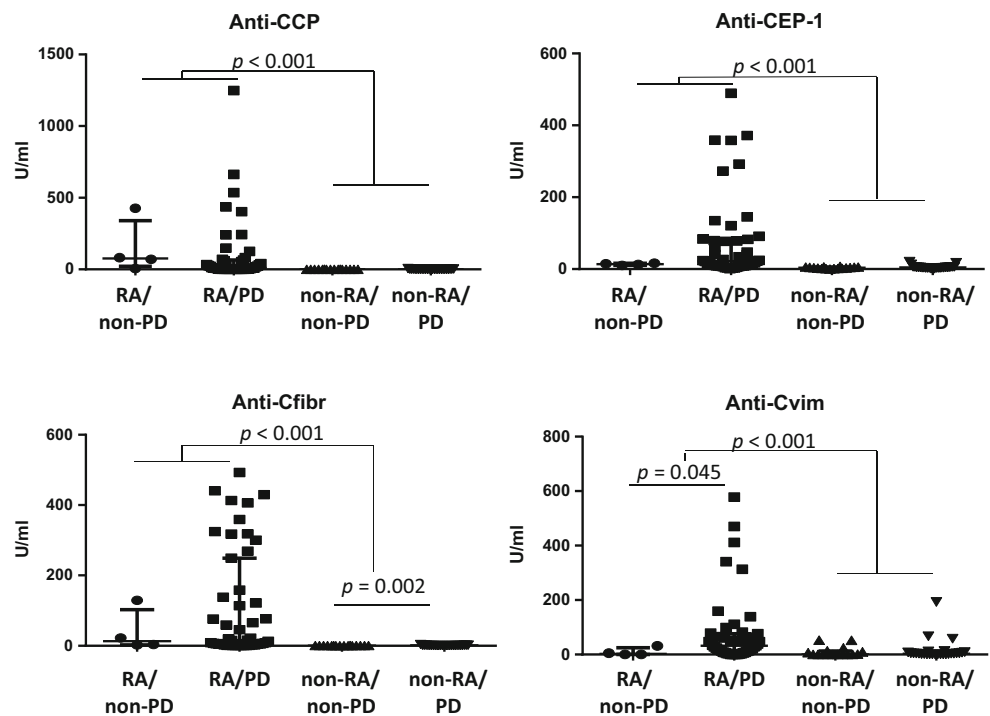 Anti-CCP
1500
1000
500
0
U/ml
p < 0.001
RA/
non-PD
RA/PD
non-RA/
non-PD
non-RA/
PD
Anti-CEP-1
600
400
200
0
U/ml
p < 0.001
RA/
non-PD
RA/PD
non-RA/
non-PD
non-RA/
PD
Anti-Cfibr
600
400
200
0
U/ml
p < 0.001
p = 0.002
RA/
non-PD
RA/PD
non-RA/
non-PD
non-RA/
PD
Anti-Cvim
800
600
400
200
0
U/ml
p < 0.001
p = 0.045
RA/
non-PD
RA/PD
non-RA/
non-PD
non-RA/
PD